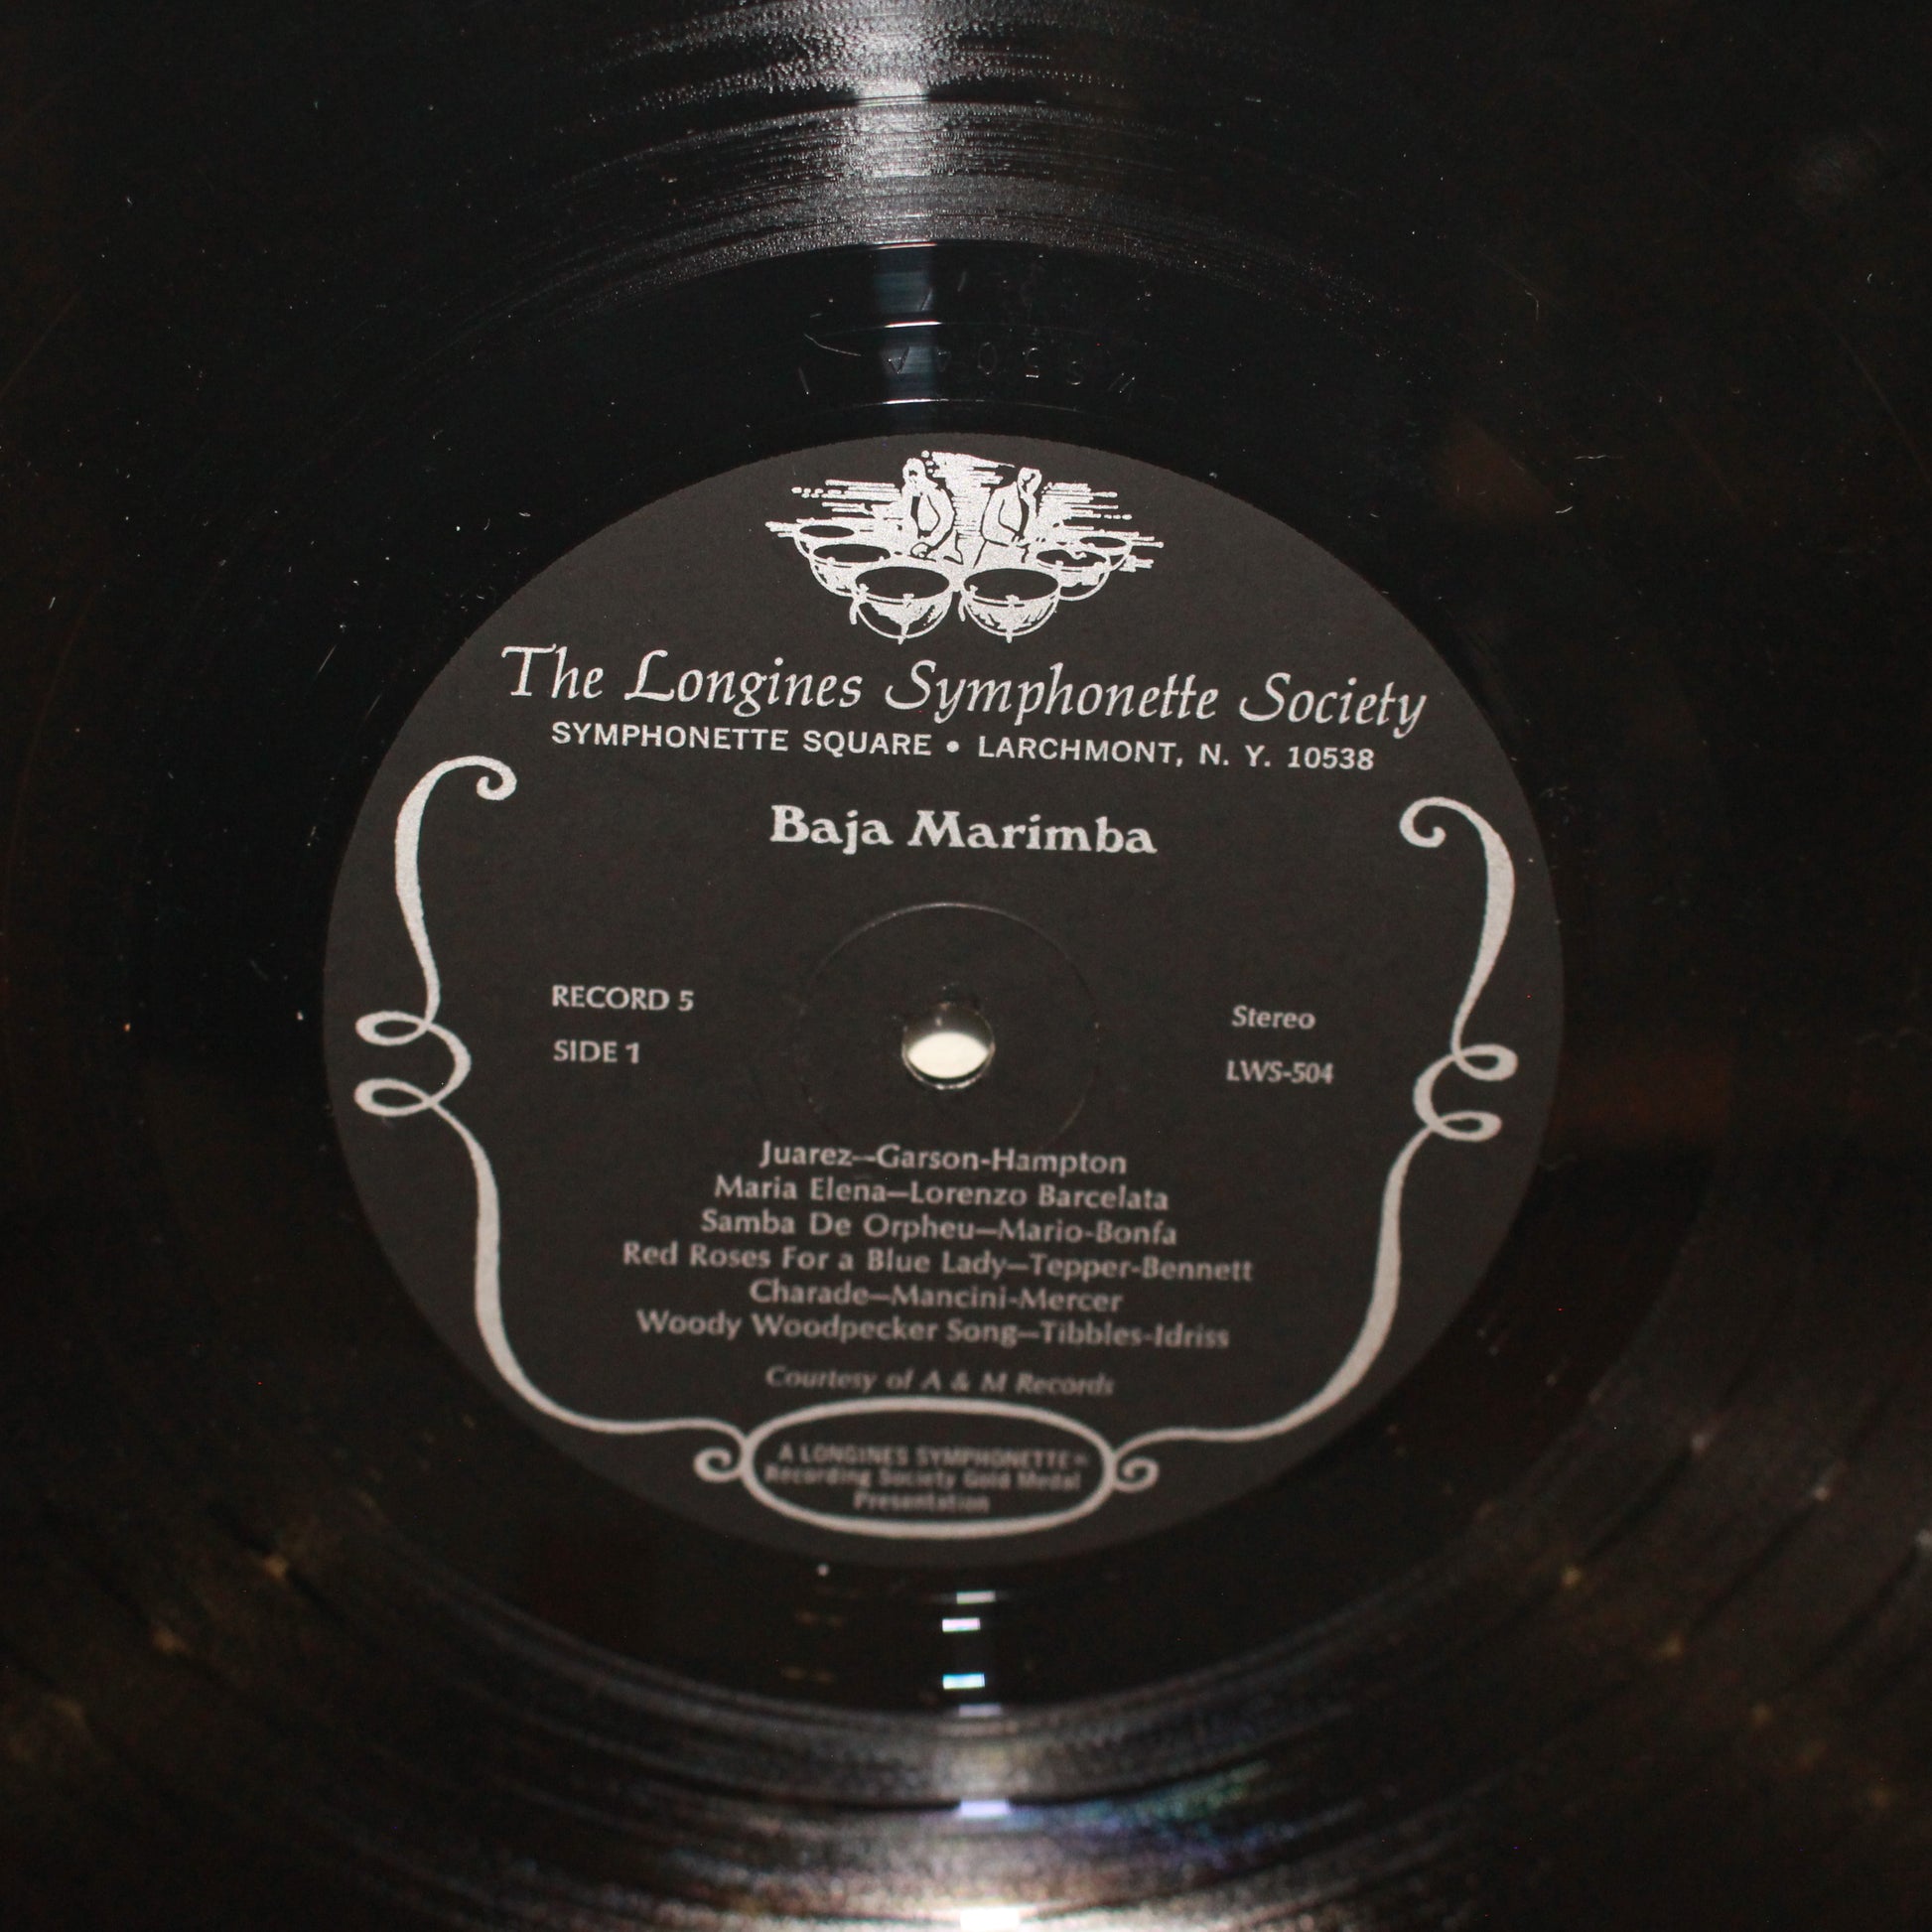 The Longines Symphonette Society
SYMPHONETTE SQUARE • LARCHMONT, N. Y. 10538
Baja Marimba
RECORD 5
Stereo
SIDE 1
LWS-504
Juarez—Garson-Hampton
Maria Elena—Lorenzo Barcelata
Samba De Orpheu—Mario-Bonfa
Red Roses For a Blue Lady—Tepper-Bennett
Charade—Mancini-Mercer
Woody Woodpecker Song—Tibbles-Idriss
Courtesy of A & M Records
A LONGINES SYMPHONETTE®
Recording Society Gold Medal
Presentation